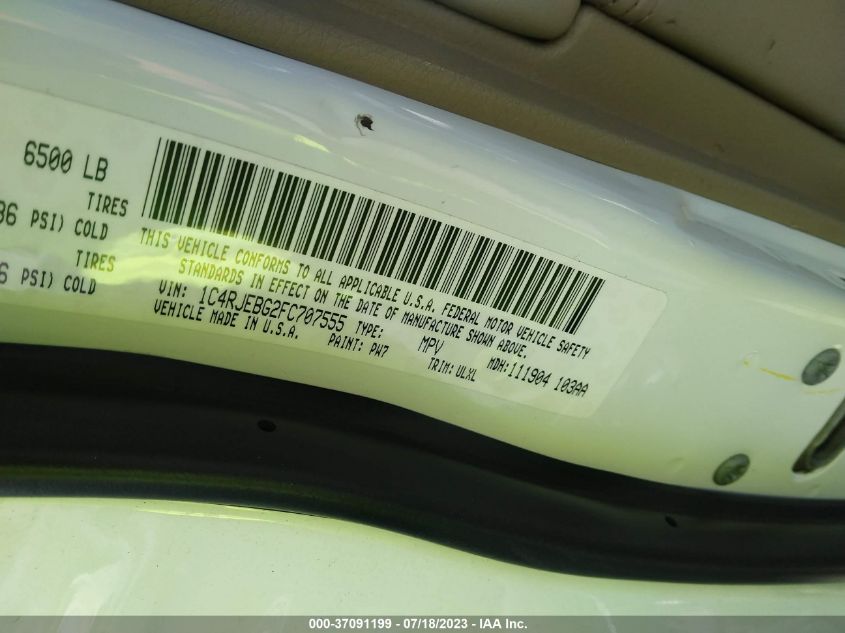 6500 LB
TIRES
PSI) COLD
TIRES
PSI) COLD
THIS VEHICLE CONFORMS TO ALL APPLICABLE U.S.A. FEDERAL MOTOR VEHICLE SAFETY
STANDARDS IN EFFECT ON THE DATE OF MANUFACTURE SHOWN ABOVE.
VIN: 1C4RJEBG2FC707555 TYPE: MPV MDH:111904 103AA
VEHICLE MADE IN U.S.A. PAINT: PW7 TRIM: ULXL
000-37091199 - 07/18/2023 - IAA Inc.